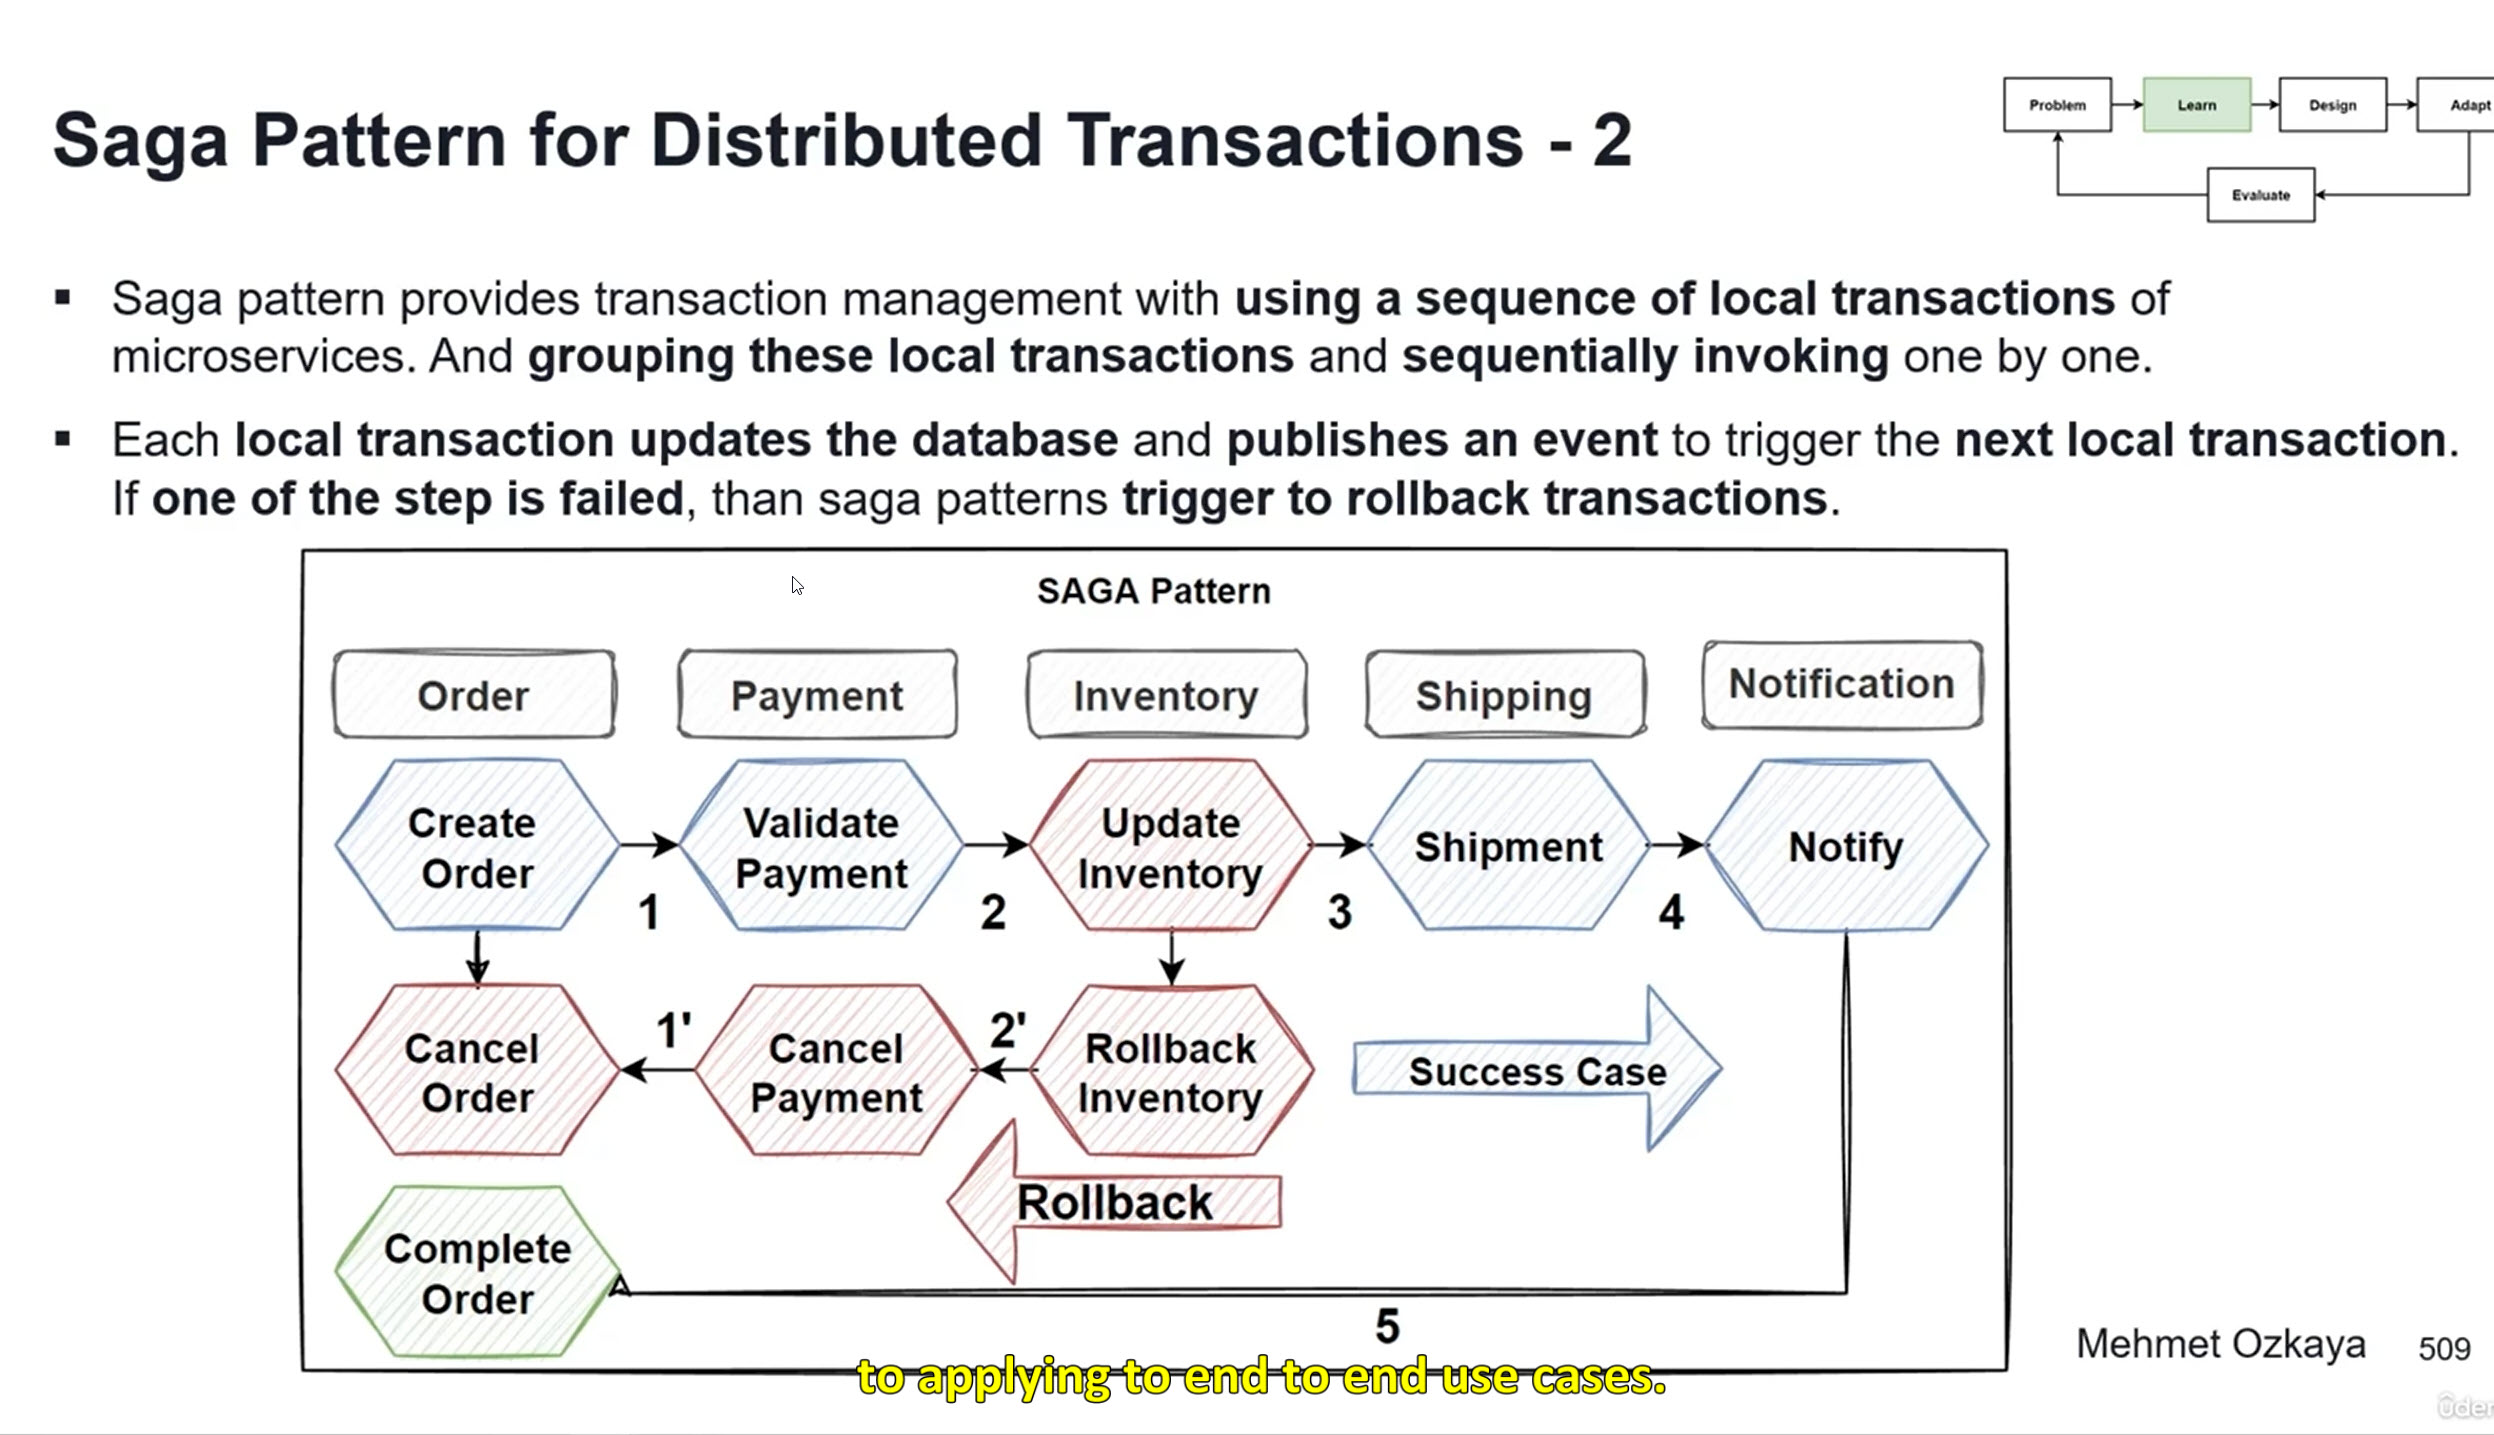 Saga Pattern for Distributed Transactions - 2
Problem
Learn
Design
Adapt
Evaluate
▪ Saga pattern provides transaction management with using a sequence of local transactions of
microservices. And grouping these local transactions and sequentially invoking one by one.
▪ Each local transaction updates the database and publishes an event to trigger the next local transaction.
If one of the step is failed, than saga patterns trigger to rollback transactions.
SAGA Pattern
Order
Payment
Inventory
Shipping
Notification
Create
Order
1
Validate
Payment
2
Update
Inventory
3
Shipment
4
Notify
Cancel
Order
1'
Cancel
Payment
2'
Rollback
Inventory
Success Case
Rollback
Complete
Order
5
Mehmet Ozkaya
509
to applying to end to end use cases.